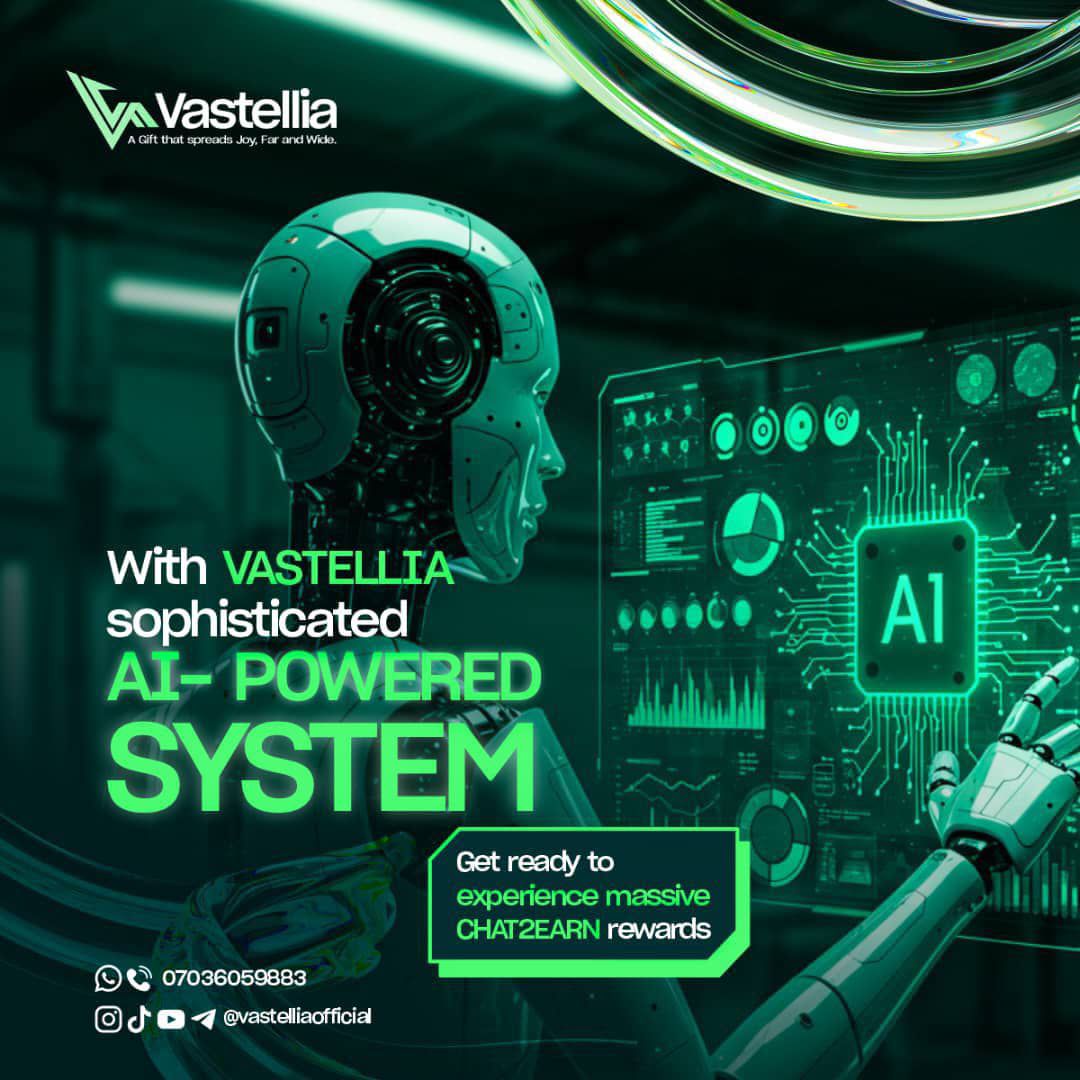 Vastellia
A Gift that spreads Joy, Far and Wide.
With VASTELLIA
sophisticated
AI- POWERED
SYSTEM
AI
Get ready to
experience massive
CHAT2EARN rewards
07036059883
@vastelliaofficial